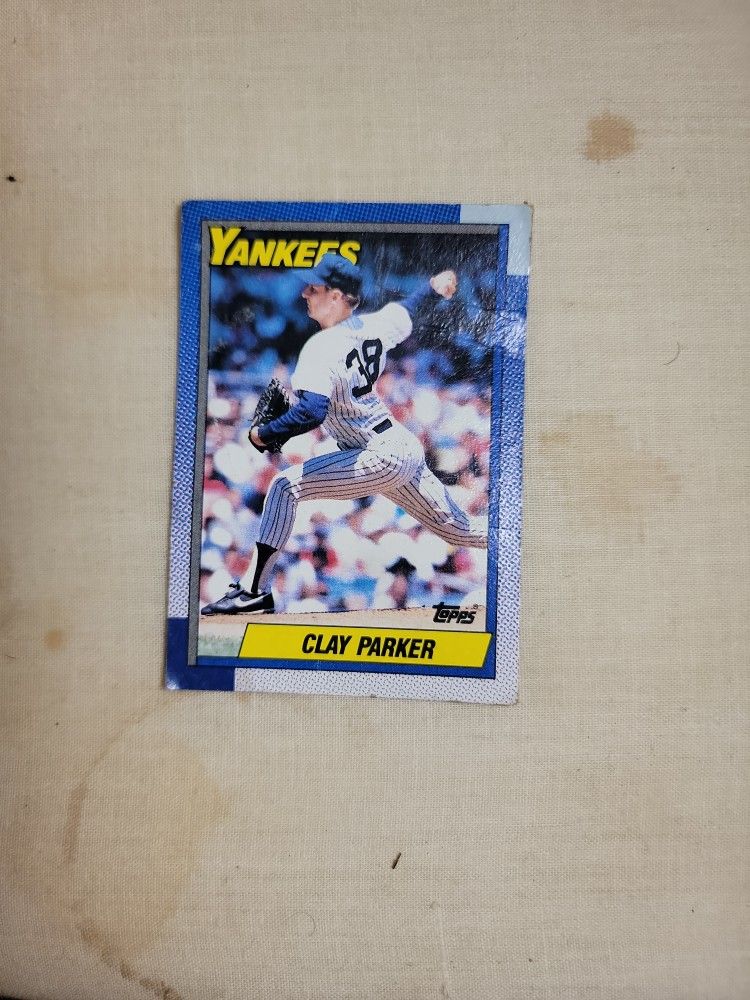 YANKEES
38
topps®
CLAY PARKER